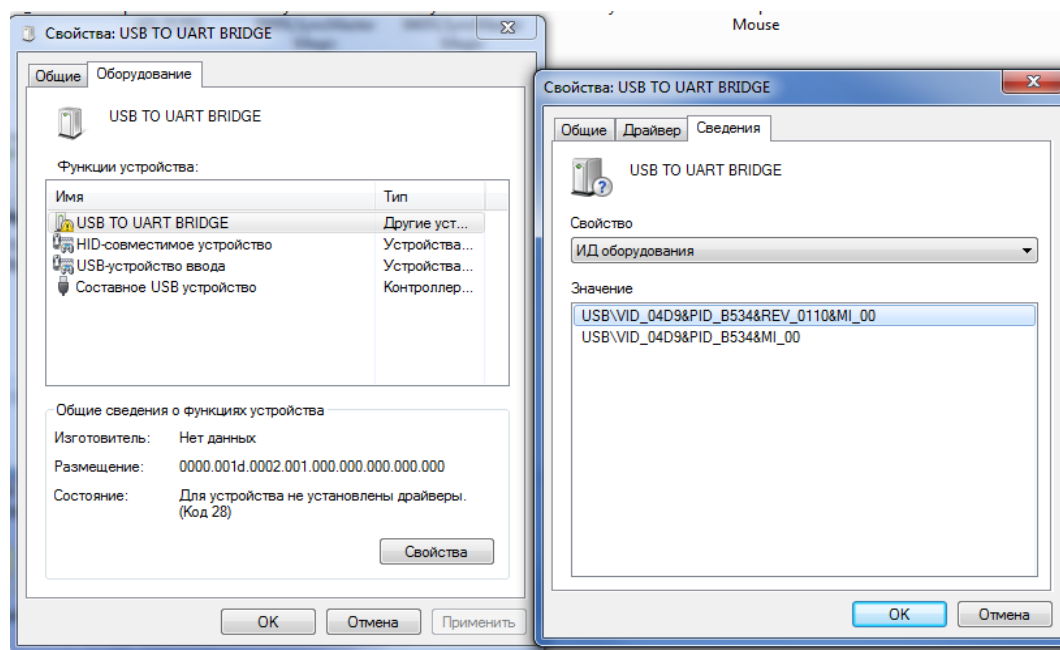 Mouse
Свойства: USB TO UART BRIDGE
Общие Оборудование
USB TO UART BRIDGE
Функции устройства:
Имя Тип
USB TO UART BRIDGE Другие уст...
HID-совместимое устройство Устройства...
USB-устройство ввода Устройства...
Составное USB устройство Контроллер...
Общие сведения о функциях устройства
Изготовитель: Нет данных
Размещение: 0000.001d.0002.001.000.000.000.000.000
Состояние: Для устройства не установлены драйверы.
(Код 28)
Свойства
OK Отмена Применить
Свойства: USB TO UART BRIDGE
Общие Драйвер Сведения
USB TO UART BRIDGE
Свойство
ИД оборудования
Значение
USB\VID_04D9&PID_B534&REV_0110&MI_00
USB\VID_04D9&PID_B534&MI_00
OK Отмена